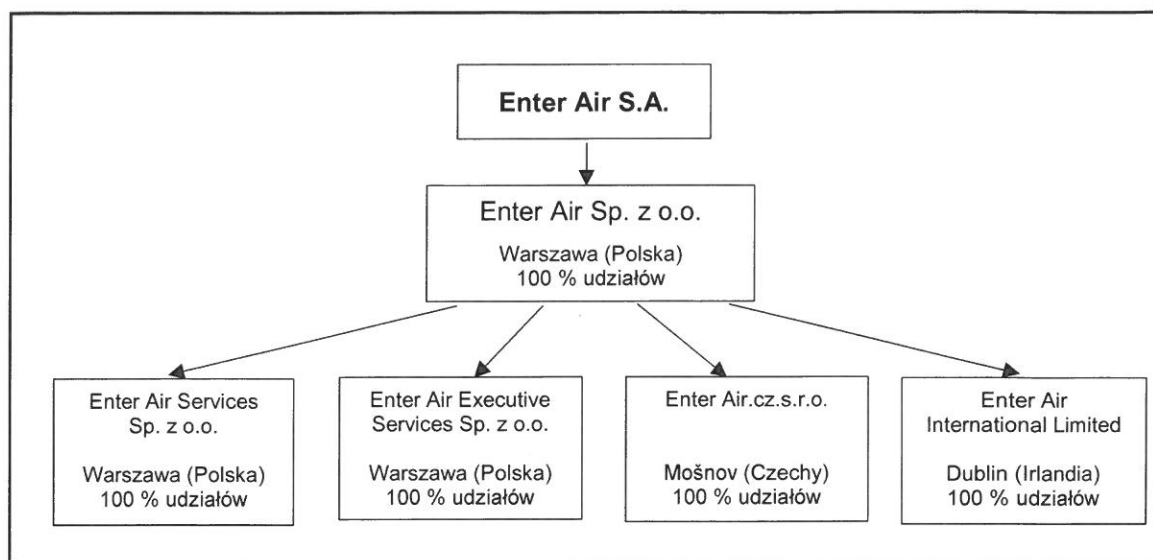 Enter Air S.A.
Enter Air Sp. z o.o.
Warszawa (Polska)
100 % udziałów
Enter Air Services
Sp. z o.o.
Warszawa (Polska)
100 % udziałów
Enter Air Executive
Services Sp. z o.o.
Warszawa (Polska)
100 % udziałów
Enter Air.cz.s.r.o.
Mošnov (Czechy)
100 % udziałów
Enter Air
International Limited
Dublin (Irlandia)
100 % udziałów